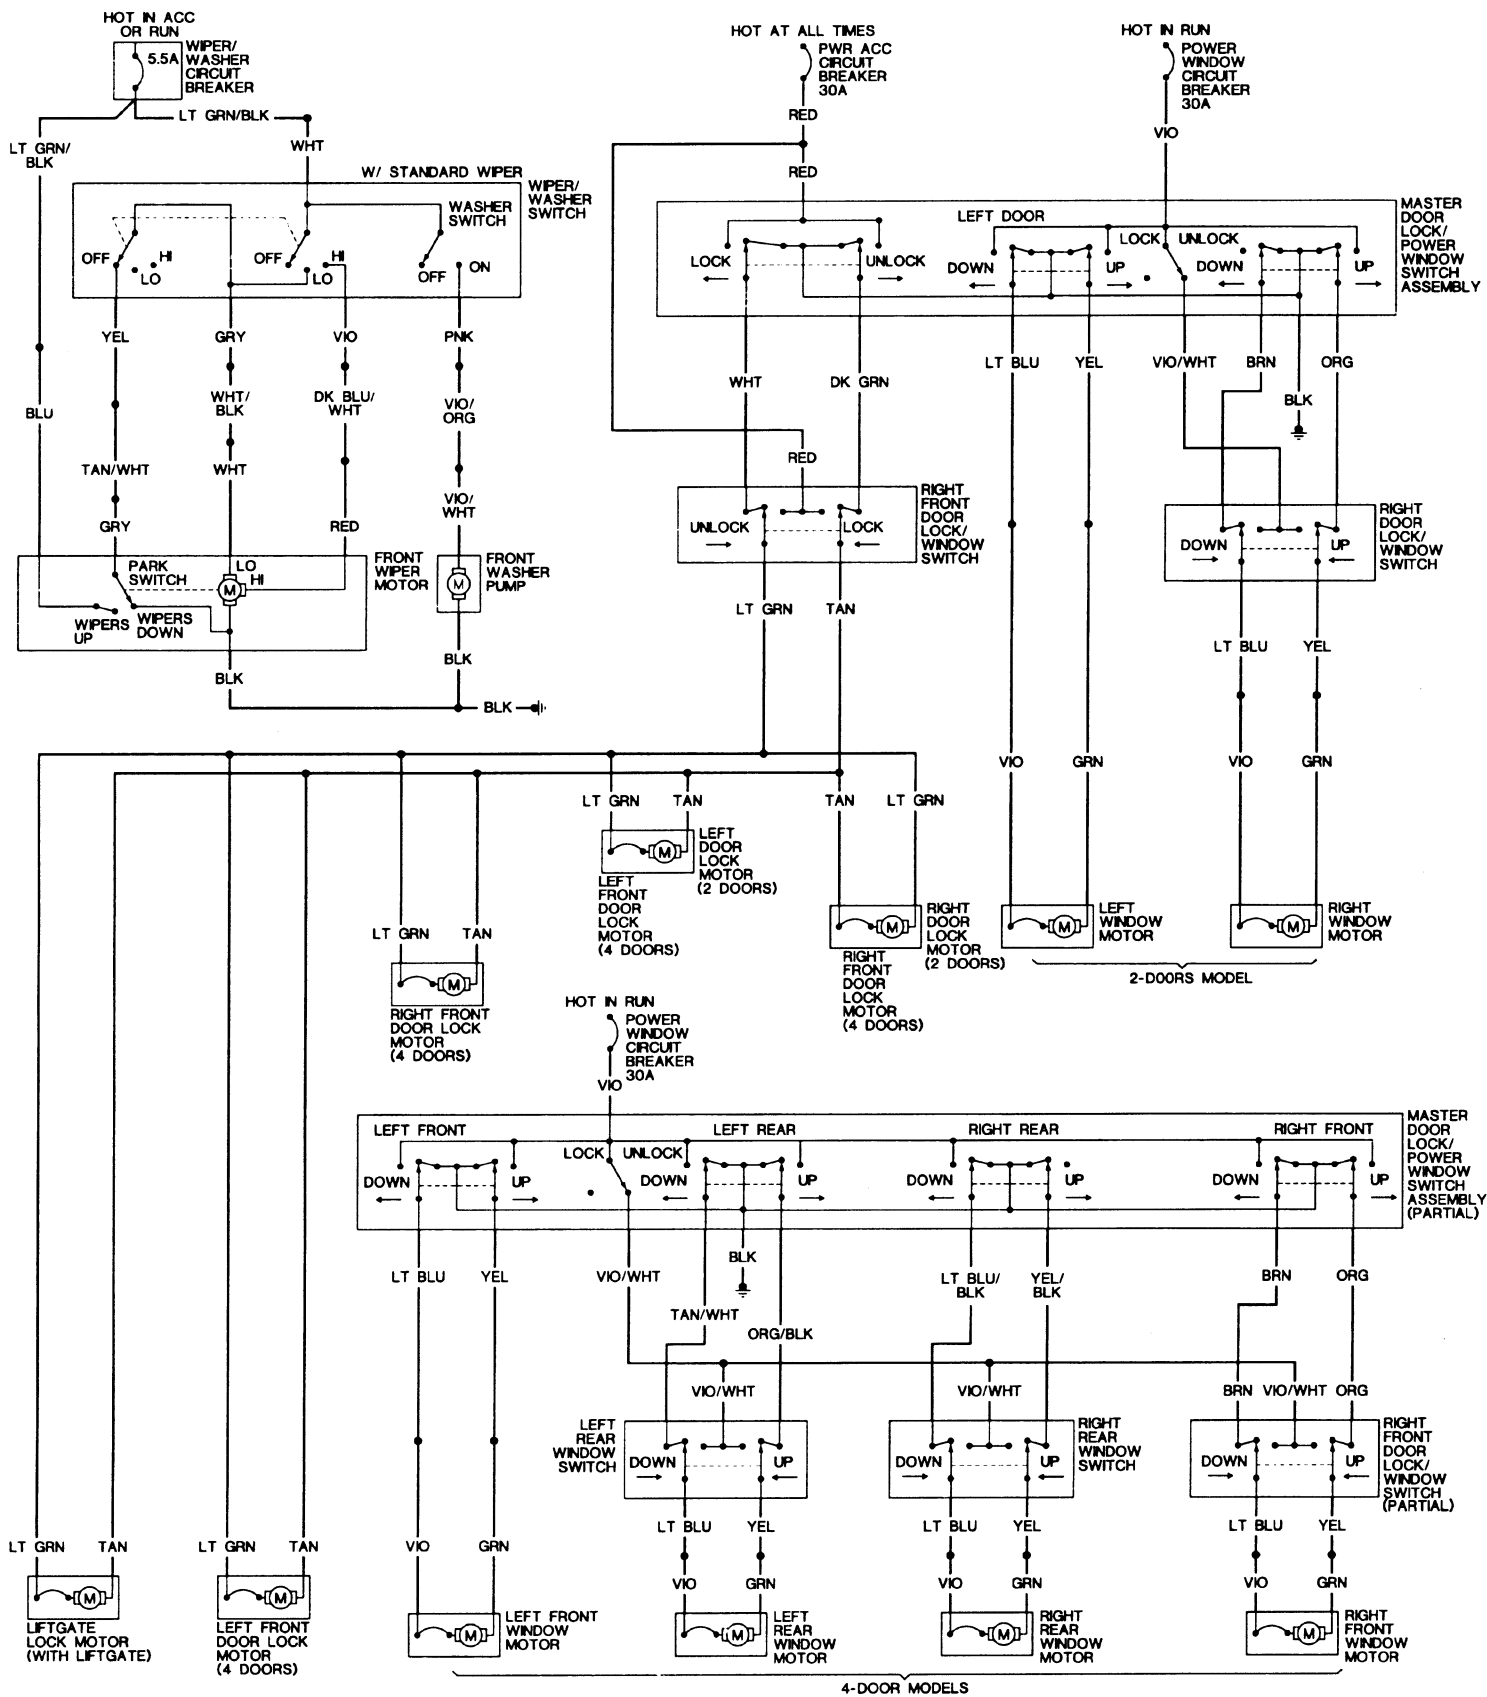 HOT IN ACC
OR RUN
5.5A
WIPER/
WASHER
CIRCUIT
BREAKER
LT GRN/BLK
LT GRN/
BLK
WHT
W/ STANDARD WIPER
WIPER/
WASHER
SWITCH
WASHER
SWITCH
OFF
HI
LO
OFF
HI
LO
OFF
ON
YEL
GRY
VIO
PNK
BLU
WHT/
BLK
DK BLU/
WHT
VIO/
ORG
TAN/WHT
WHT
VIO/
WHT
GRY
RED
PARK
SWITCH
LO
HI
M
WIPERS
UP
WIPERS
DOWN
FRONT
WIPER
MOTOR
M
FRONT
WASHER
PUMP
BLK
BLK
BLK
HOT AT ALL TIMES
PWR ACC
CIRCUIT
BREAKER
30A
RED
RED
HOT IN RUN
POWER
WINDOW
CIRCUIT
BREAKER
30A
VIO
LEFT DOOR
LOCK
UNLOCK
DOWN
UP
LOCK
UNLOCK
DOWN
UP
MASTER
DOOR
LOCK/
POWER
WINDOW
SWITCH
ASSEMBLY
WHT
DK GRN
LT BLU
YEL
VIO/WHT
BRN
ORG
BLK
RED
UNLOCK
LOCK
RIGHT
FRONT
DOOR
LOCK/
WINDOW
SWITCH
DOWN
UP
RIGHT
DOOR
LOCK/
WINDOW
SWITCH
LT GRN
TAN
LT BLU
YEL
VIO
GRN
VIO
GRN
LT GRN
TAN
TAN
LT GRN
M
LEFT
DOOR
LOCK
MOTOR
(2 DOORS)
LEFT
FRONT
DOOR
LOCK
MOTOR
(4 DOORS)
M
RIGHT
DOOR
LOCK
MOTOR
(2 DOORS)
RIGHT
FRONT
DOOR
LOCK
MOTOR
(4 DOORS)
M
LEFT
WINDOW
MOTOR
M
RIGHT
WINDOW
MOTOR
2-DOORS MODEL
LT GRN
TAN
M
RIGHT FRONT
DOOR LOCK
MOTOR
(4 DOORS)
HOT IN RUN
POWER
WINDOW
CIRCUIT
BREAKER
30A
VIO
LEFT FRONT
LOCK
UNLOCK
LEFT REAR
RIGHT REAR
RIGHT FRONT
DOWN
UP
DOWN
UP
DOWN
UP
DOWN
UP
MASTER
DOOR
LOCK/
POWER
WINDOW
SWITCH
ASSEMBLY
(PARTIAL)
LT BLU
YEL
VIO/WHT
BLK
TAN/WHT
ORG/BLK
LT BLU/
BLK
YEL/
BLK
BRN
ORG
VIO/WHT
VIO/WHT
BRN
VIO/WHT
ORG
LEFT
REAR
WINDOW
SWITCH
DOWN
UP
DOWN
UP
RIGHT
REAR
WINDOW
SWITCH
DOWN
UP
RIGHT
FRONT
DOOR
LOCK/
WINDOW
SWITCH
(PARTIAL)
LT BLU
YEL
LT BLU
YEL
LT BLU
YEL
LT GRN
TAN
LT GRN
TAN
VIO
GRN
VIO
GRN
VIO
GRN
VIO
GRN
M
LIFTGATE
LOCK MOTOR
(WITH LIFTGATE)
M
LEFT FRONT
DOOR LOCK
MOTOR
(4 DOORS)
M
LEFT FRONT
WINDOW
MOTOR
M
LEFT
REAR
WINDOW
MOTOR
M
RIGHT
REAR
WINDOW
MOTOR
M
RIGHT
FRONT
WINDOW
MOTOR
4-DOOR MODELS